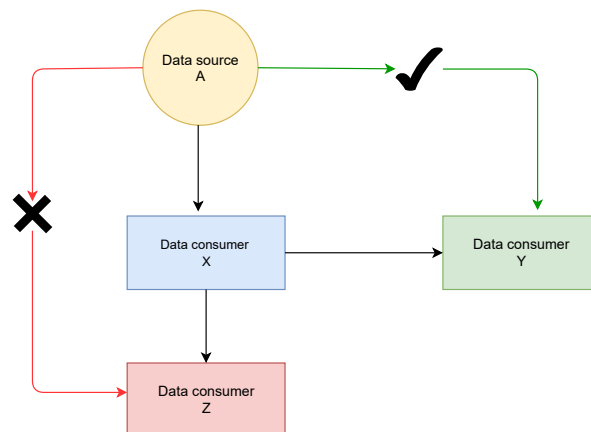 Data source
A
Data consumer
X
Data consumer
Y
Data consumer
Z